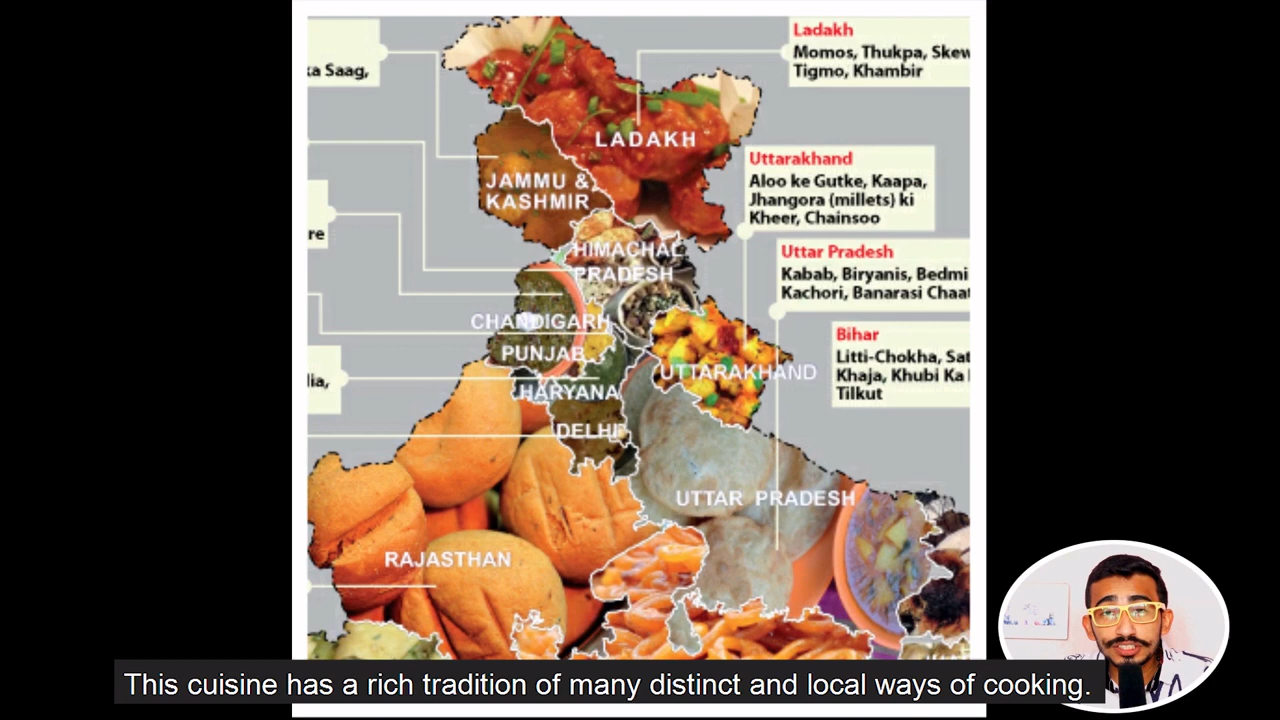 ka Saag,
Ladakh
Momos, Thukpa, Skew
Tigmo, Khambir
LADAKH
Uttarakhand
Aloo ke Gutke, Kaapa,
Jhangora (millets) ki
Kheer, Chainsoo
JAMMU &
KASHMIR
re
HIMACHAL
PRADESH
Uttar Pradesh
Kabab, Biryanis, Bedmi
Kachori, Banarasi Chaat
CHANDIGARH
PUNJAB
Bihar
Litti-Chokha, Sat
Khaja, Khubi Ka
Tilkut
UTTARAKHAND
lia,
HARYANA
DELHI
UTTAR PRADESH
RAJASTHAN
This cuisine has a rich tradition of many distinct and local ways of cooking.